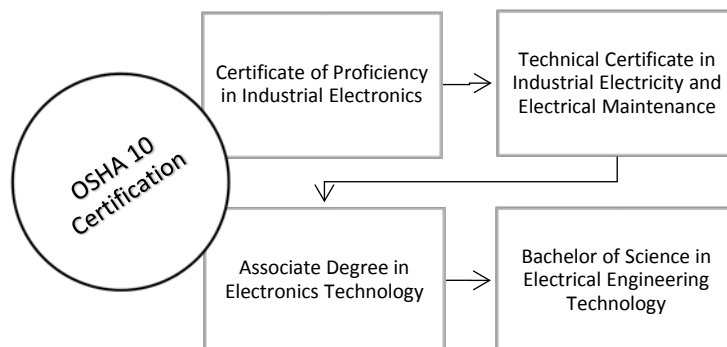 OSHA 10
Certification
Certificate of Proficiency
in Industrial Electronics
Technical Certificate in
Industrial Electricity and
Electrical Maintenance
Associate Degree in
Electronics Technology
Bachelor of Science in
Electrical Engineering
Technology